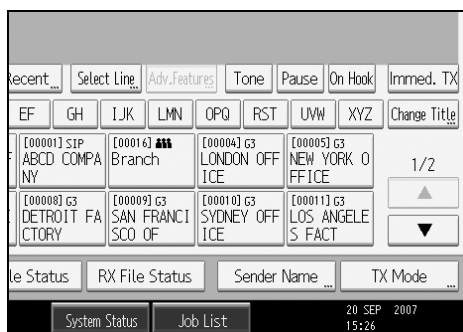 Recent Select Line Adv.Features Tone Pause On Hook Immed. TX
EF GH IJK LMN OPQ RST UVW XYZ Change Title
[00001] SIP [00016] [00004] G3 [00005] G3
ABCD COMPA Branch LONDON OFF NEW YORK O 1/2
NY ICE FFICE
[00008] G3 [00009] G3 [00010] G3 [00011] G3
DETROIT FA SAN FRANCI SYDNEY OFF LOS ANGELE
CTORY SCO OF ICE S FACT
le Status RX File Status Sender Name TX Mode
System Status Job List 20 SEP 2007
15:26